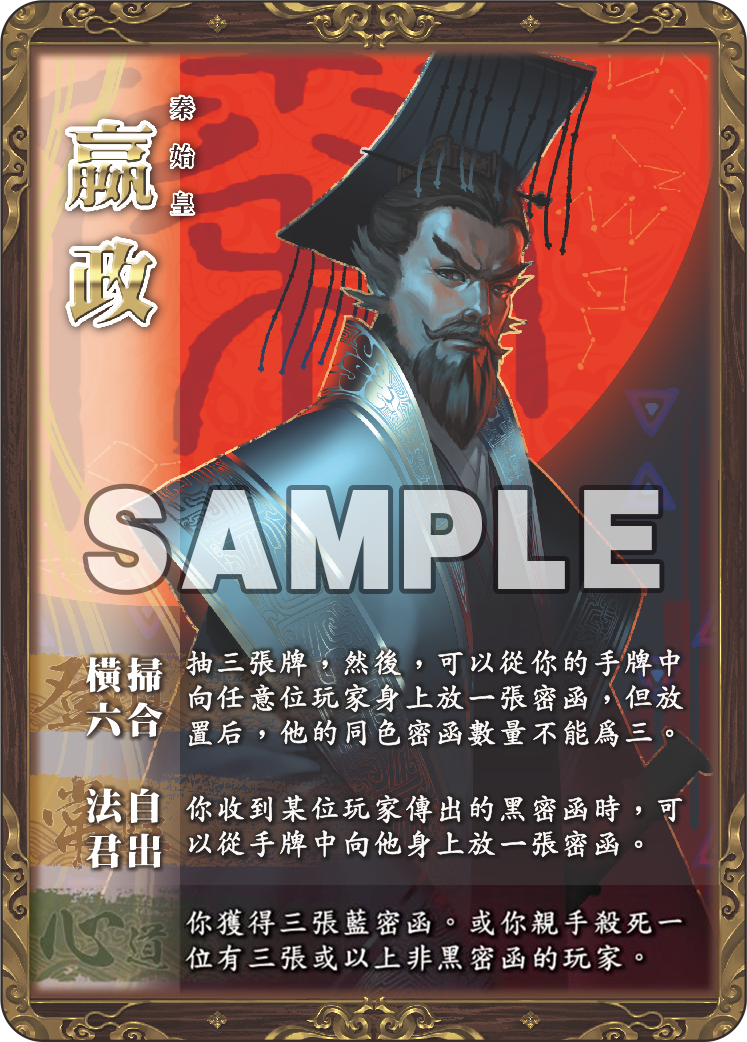 秦始皇
嬴政
SAMPLE
登
橫掃
六合
抽三張牌，然後，可以從你的手牌中
向任意位玩家身上放一張密函，但放
置后，他的同色密函數量不能爲三。
常
法自
君出
你收到某位玩家傳出的黑密函時，可
以從手牌中向他身上放一張密函。
心道
你獲得三張藍密函。或你親手殺死一
位有三張或以上非黑密函的玩家。